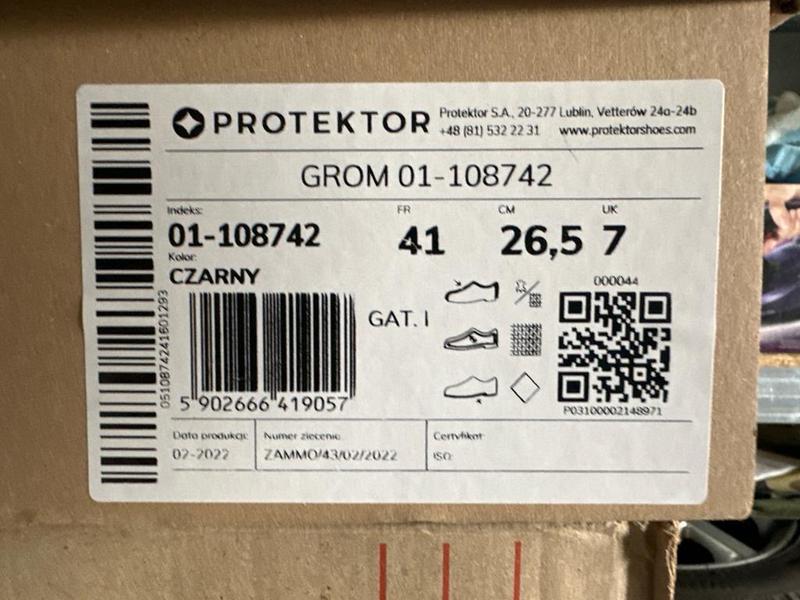 PROTEKTOR
Protektor S.A., 20-277 Lublin, Vetterów 24a-24b
+48 (81) 532 22 31 www.protektorshoes.com
GROM 01-108742
Indeks:
01-108742
Kolor:
CZARNY
FR
41
CM
26,5
UK
7
0510874241601293
5 902666 419057
GAT. I
000044
P03100002148971
Data produkcji:
02-2022
Numer zlecenie:
ZAMMO/43/02/2022
Certyfikat:
ISO: